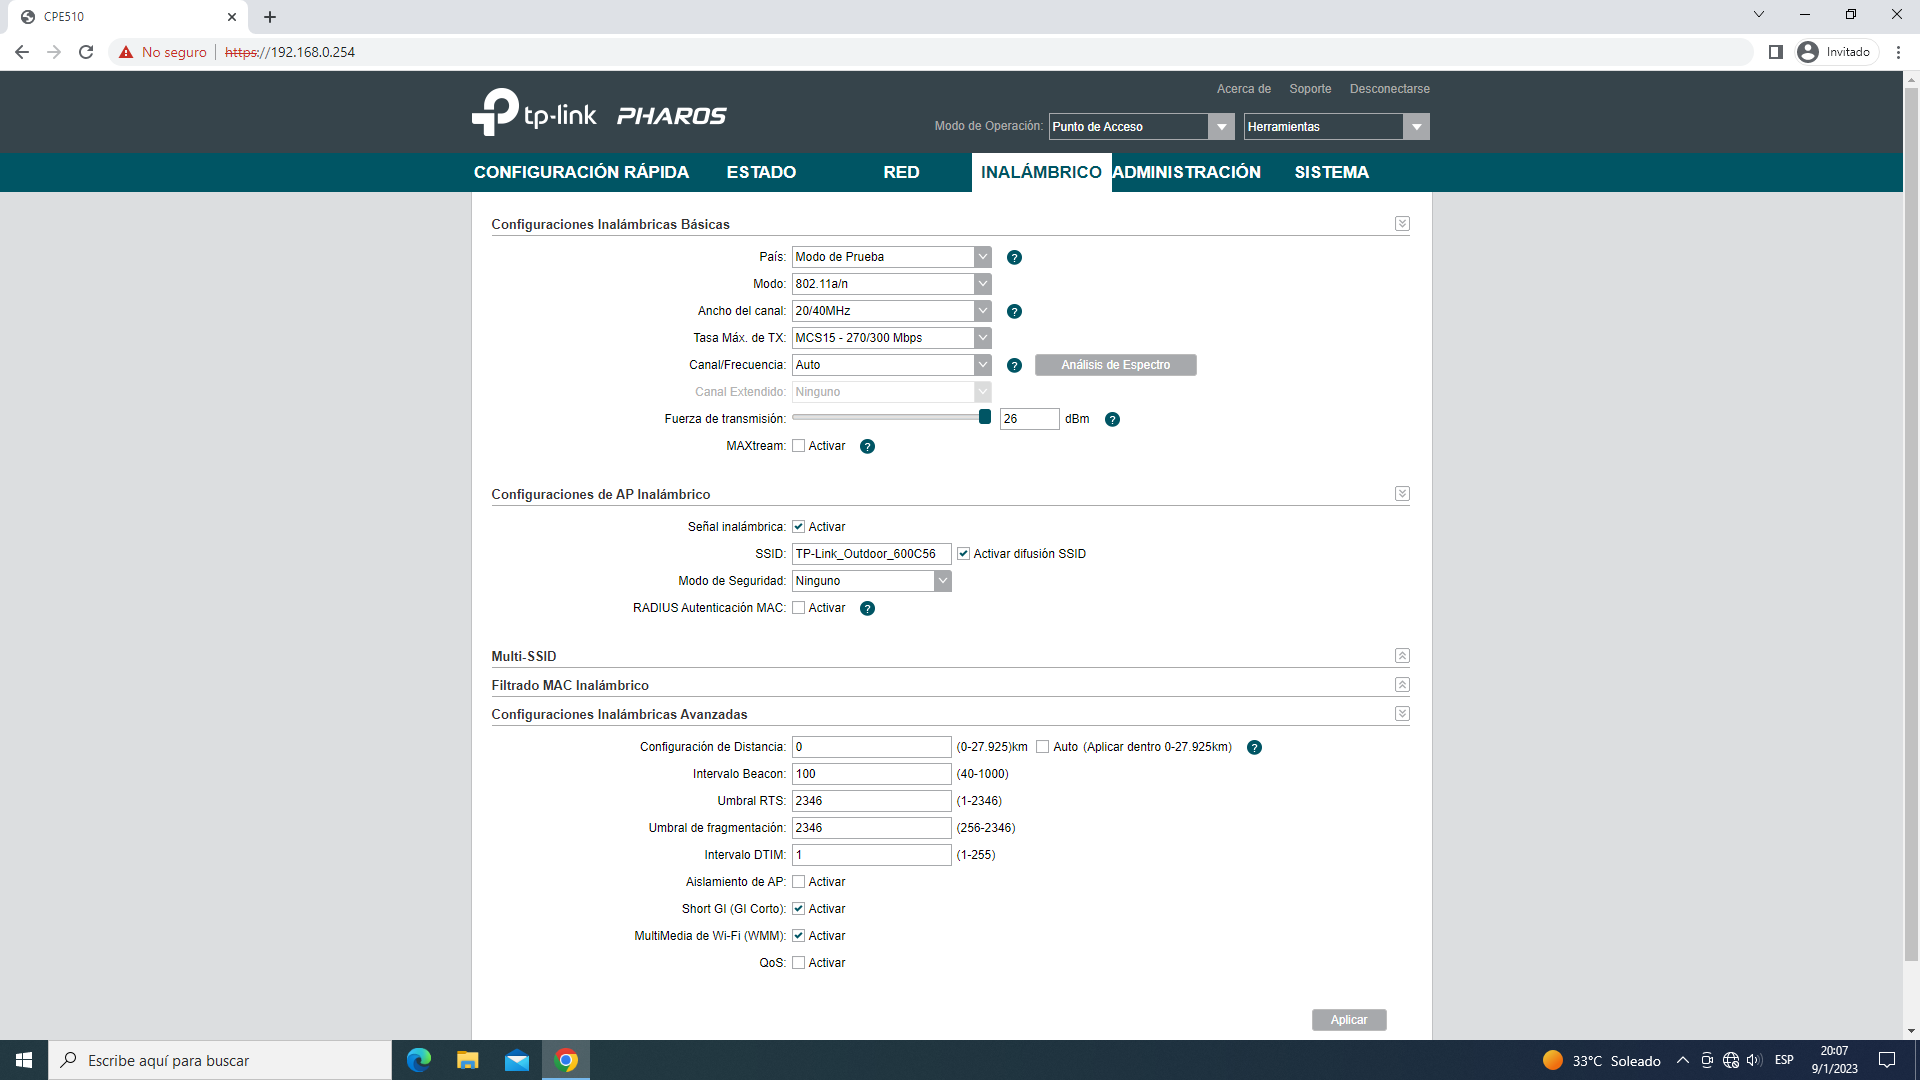 CPE510
No seguro
https://192.168.0.254
Invitado
Acerca de Soporte Desconectarse
tp-link PHAROS
Modo de Operación: Punto de Acceso Herramientas
CONFIGURACIÓN RÁPIDA ESTADO RED INALÁMBRICO ADMINISTRACIÓN SISTEMA
Configuraciones Inalámbricas Básicas
País: Modo de Prueba ?
Modo: 802.11a/n
Ancho del canal: 20/40MHz ?
Tasa Máx. de TX: MCS15 - 270/300 Mbps
Canal/Frecuencia: Auto ? Análisis de Espectro
Canal Extendido: Ninguno
Fuerza de transmisión: 26 dBm ?
MAXtream: Activar ?
Configuraciones de AP Inalámbrico
Señal inalámbrica: Activar
SSID: TP-Link_Outdoor_600C56 Activar difusión SSID
Modo de Seguridad: Ninguno
RADIUS Autenticación MAC: Activar ?
Multi-SSID
Filtrado MAC Inalámbrico
Configuraciones Inalámbricas Avanzadas
Configuración de Distancia: 0 (0-27.925)km Auto (Aplicar dentro 0-27.925km) ?
Intervalo Beacon: 100 (40-1000)
Umbral RTS: 2346 (1-2346)
Umbral de fragmentación: 2346 (256-2346)
Intervalo DTIM: 1 (1-255)
Aislamiento de AP: Activar
Short GI (GI Corto): Activar
MultiMedia de Wi-Fi (WMM): Activar
QoS: Activar
Aplicar
Escribe aquí para buscar
33°C Soleado
ESP
20:07
9/1/2023